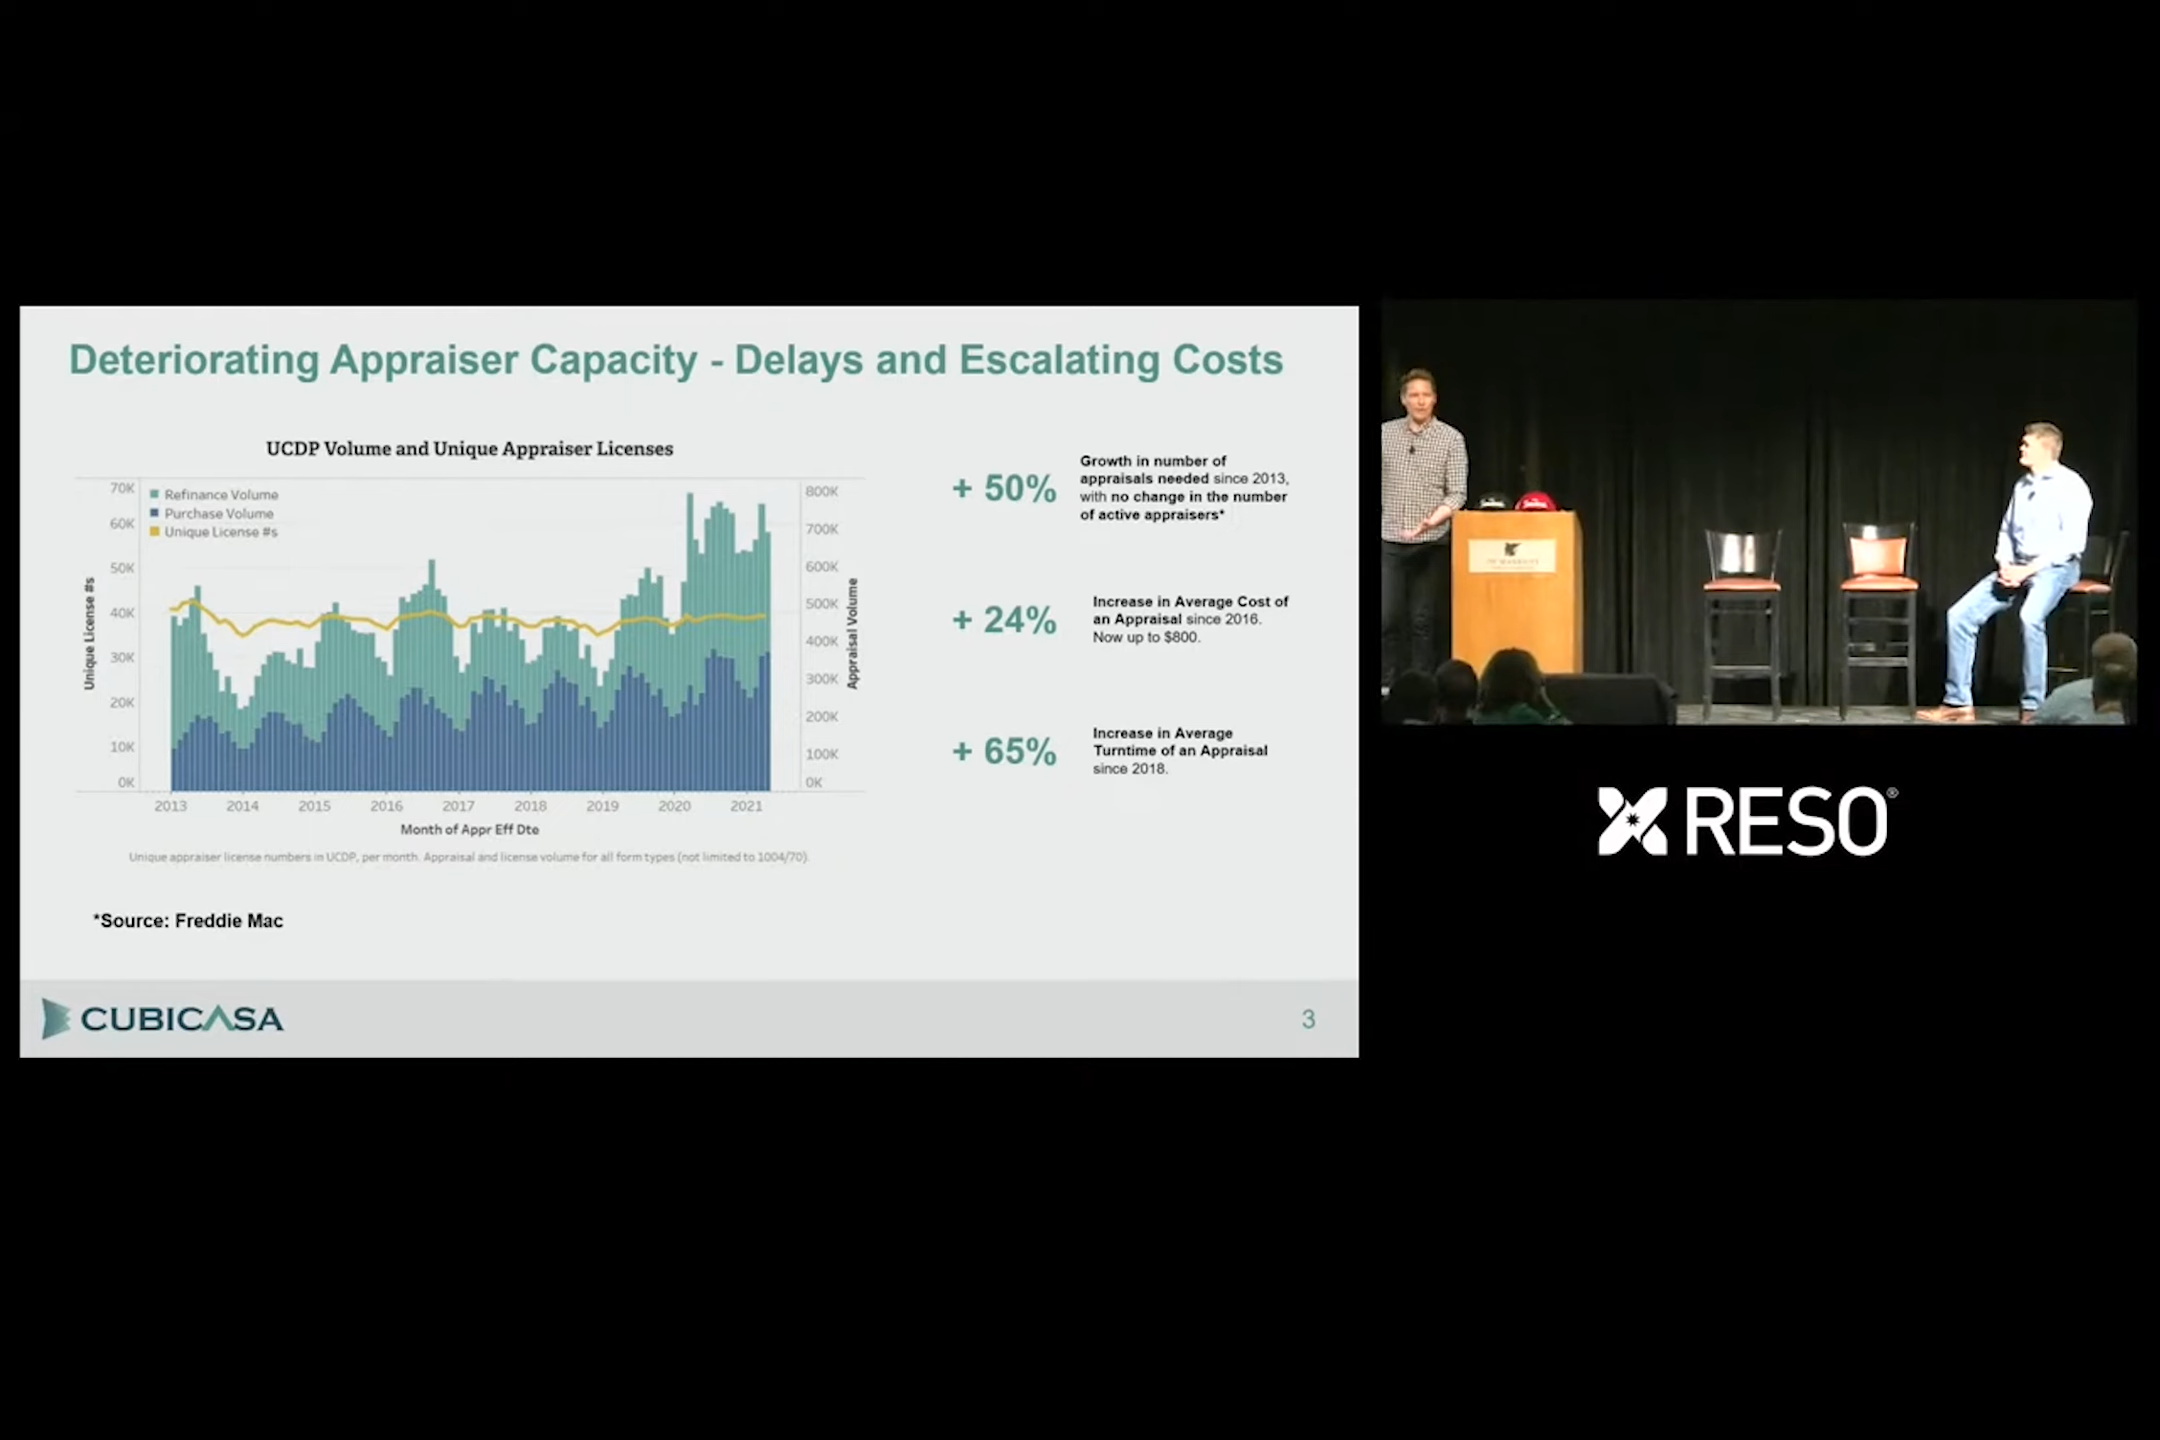 Deteriorating Appraiser Capacity - Delays and Escalating Costs
UCDP Volume and Unique Appraiser Licenses
Refinance Volume
Purchase Volume
Unique License #s
70K
60K
50K
40K
30K
20K
10K
0K
Unique License #s
800K
700K
600K
500K
400K
300K
200K
100K
0K
Appraisal Volume
2013 2014 2015 2016 2017 2018 2019 2020 2021
Month of Appr Eff Dte
Unique appraiser license numbers in UCDP, per month. Appraisal and license volume for all form types (not limited to 1004/70).
*Source: Freddie Mac
+ 50%
Growth in number of
appraisals needed since 2013,
with no change in the number
of active appraisers*
+ 24%
Increase in Average Cost of
an Appraisal since 2016.
Now up to $800.
+ 65%
Increase in Average
Turntime of an Appraisal
since 2018.
CUBICASA
3
RESO®